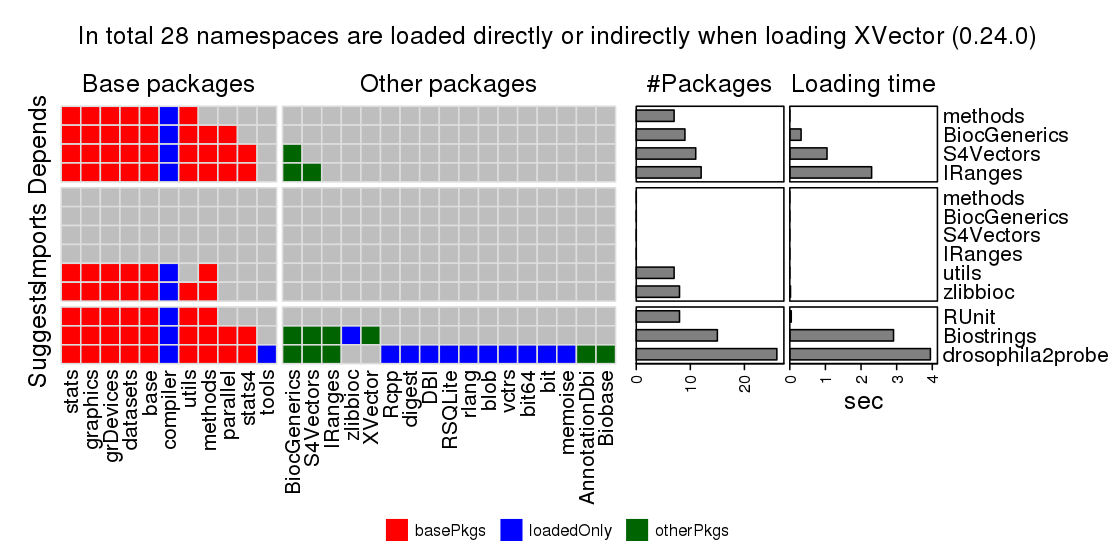 In total 28 namespaces are loaded directly or indirectly when loading XVector (0.24.0)
Base packages
Other packages
#Packages
Loading time
Depends
Imports
Suggests
methods
BiocGenerics
S4Vectors
IRanges
methods
BiocGenerics
S4Vectors
IRanges
utils
zlibbioc
RUnit
Biostrings
drosophila2probe
stats
graphics
grDevices
datasets
base
compiler
utils
methods
parallel
stats4
tools
BiocGenerics
S4Vectors
IRanges
zlibbioc
XVector
Rcpp
digest
DBI
RSQLite
rlang
blob
vctrs
bit64
bit
memoise
AnnotationDbi
Biobase
0
10
20
0
1
2
3
4
sec
basePkgs
loadedOnly
otherPkgs